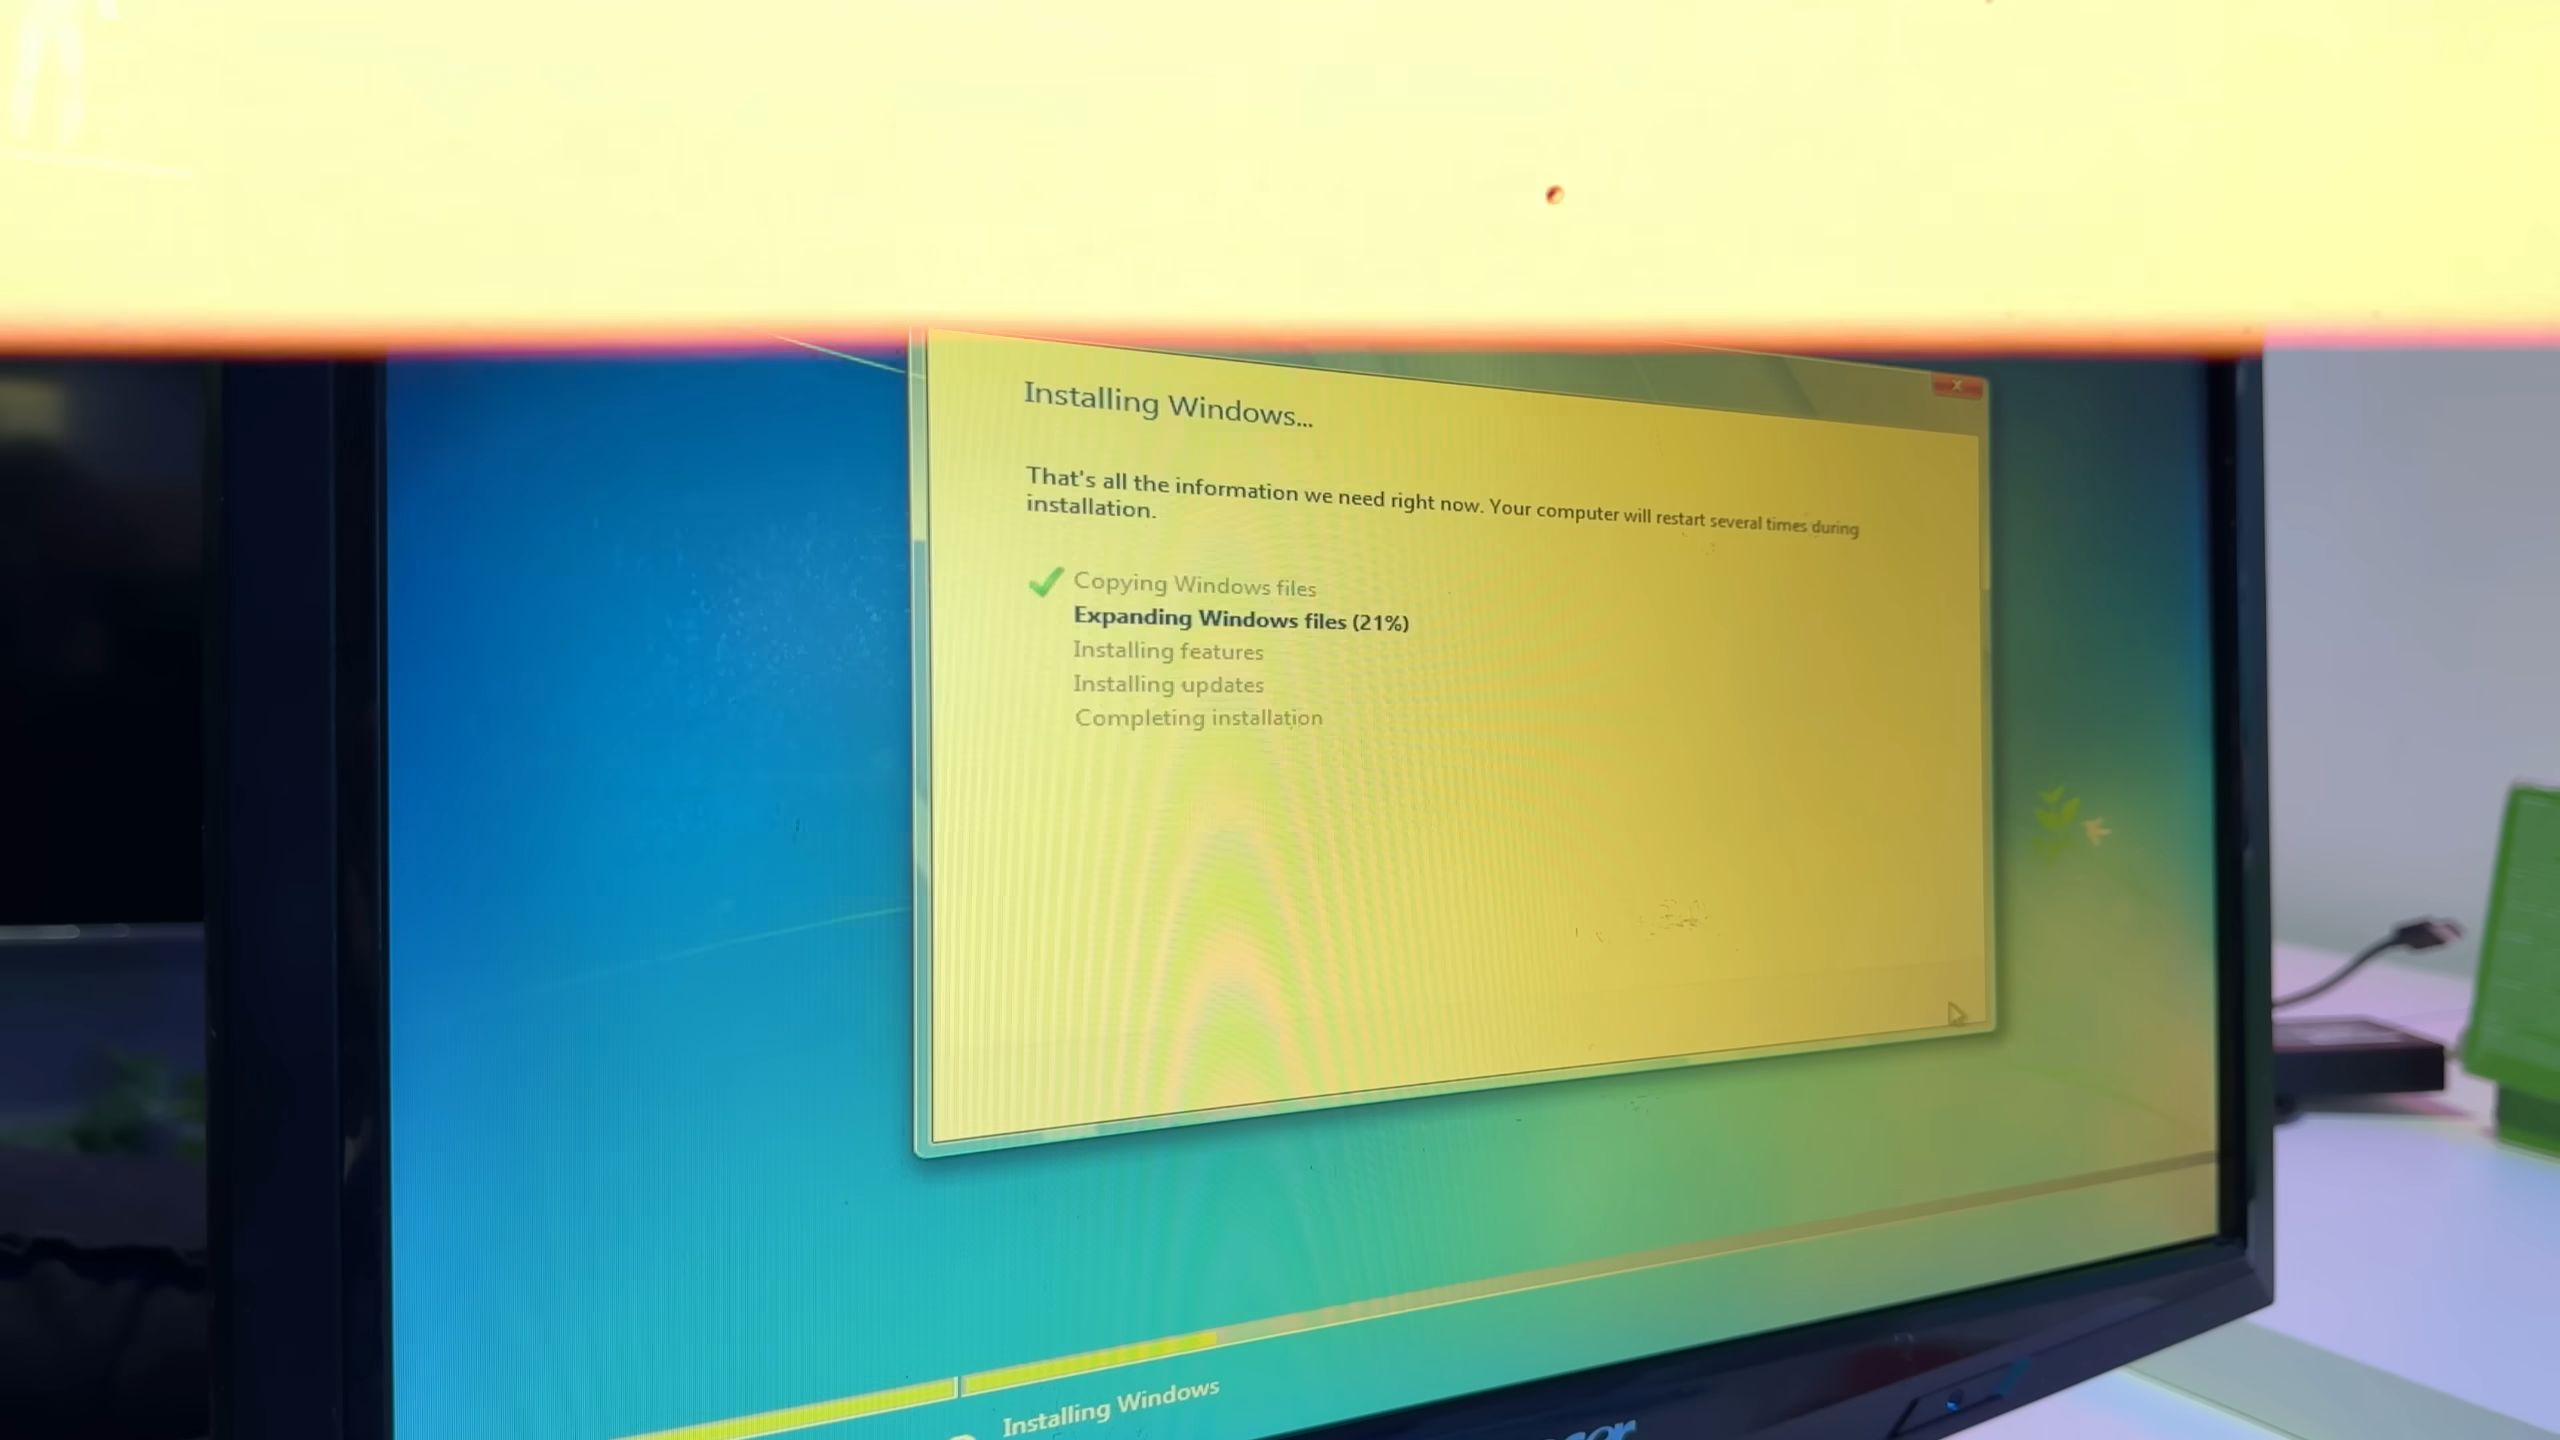 Installing Windows...
That's all the information we need right now. Your computer will restart several times during
installation.
Copying Windows files
Expanding Windows files (21%)
Installing features
Installing updates
Completing installation
Installing Windows